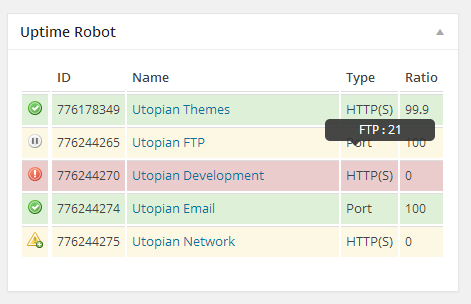 Uptime Robot
ID Name Type Ratio
776178349 Utopian Themes HTTP(S) 99.9
FTP:21
776244265 Utopian FTP Port 100
776244270 Utopian Development HTTP(S) 0
776244274 Utopian Email Port 100
776244275 Utopian Network HTTP(S) 0